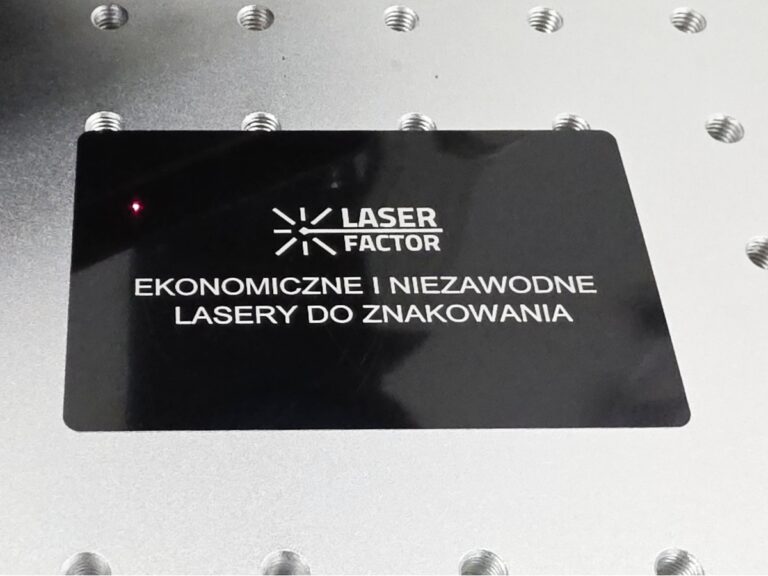 LASER
FACTOR
EKONOMICZNE I NIEZAWODNE
LASERY DO ZNAKOWANIA